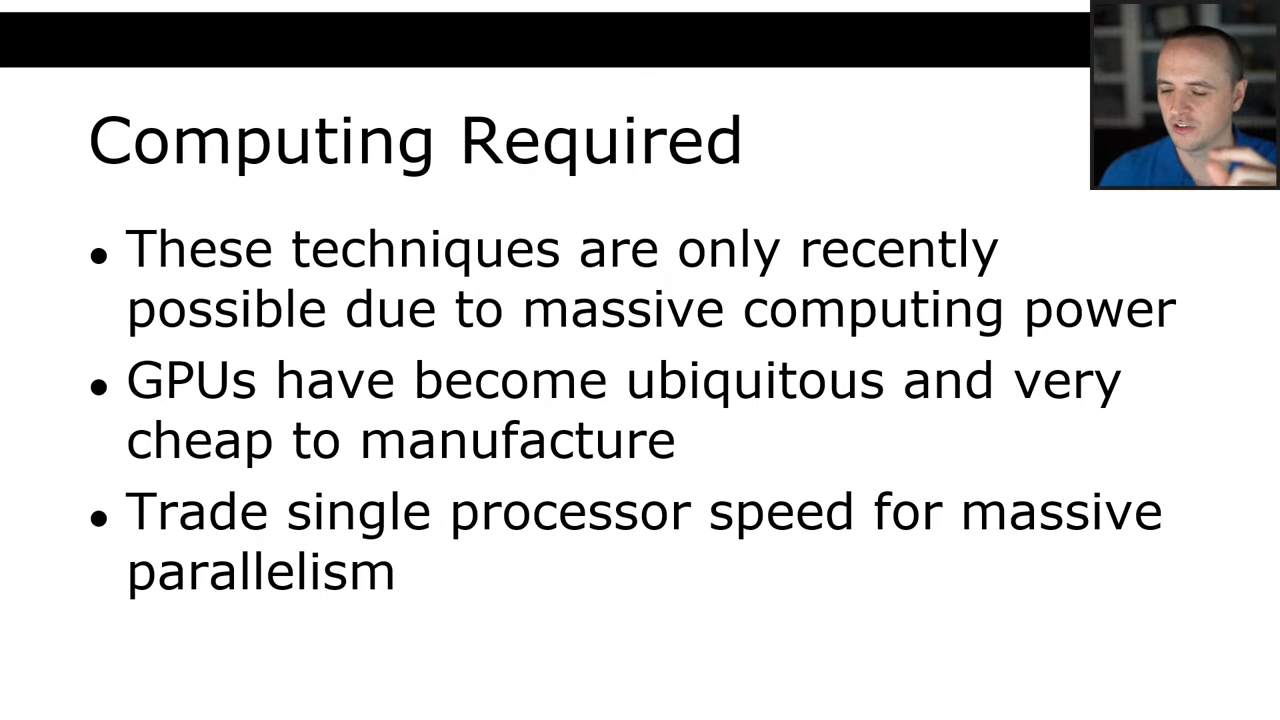 Computing Required
• These techniques are only recently
possible due to massive computing power
• GPUs have become ubiquitous and very
cheap to manufacture
• Trade single processor speed for massive
parallelism